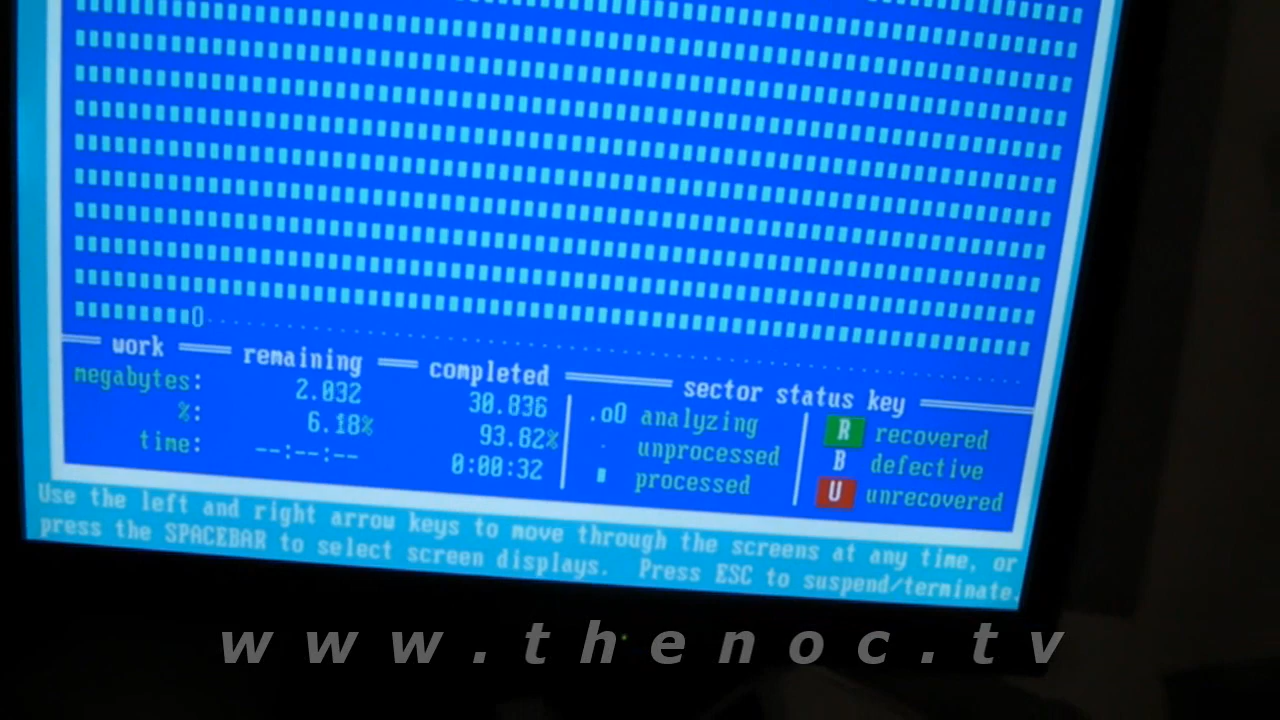 work remaining completed sector status key
megabytes: 2.032 30.836 .oO analyzing R recovered
%: 6.18% 93.82% . unprocessed B defective
time: --:--:-- 0:00:32 processed U unrecovered
Use the left and right arrow keys to move through the screens at any time, or
press the SPACEBAR to select screen displays. Press ESC to suspend/terminate.
www.thenoc.tv